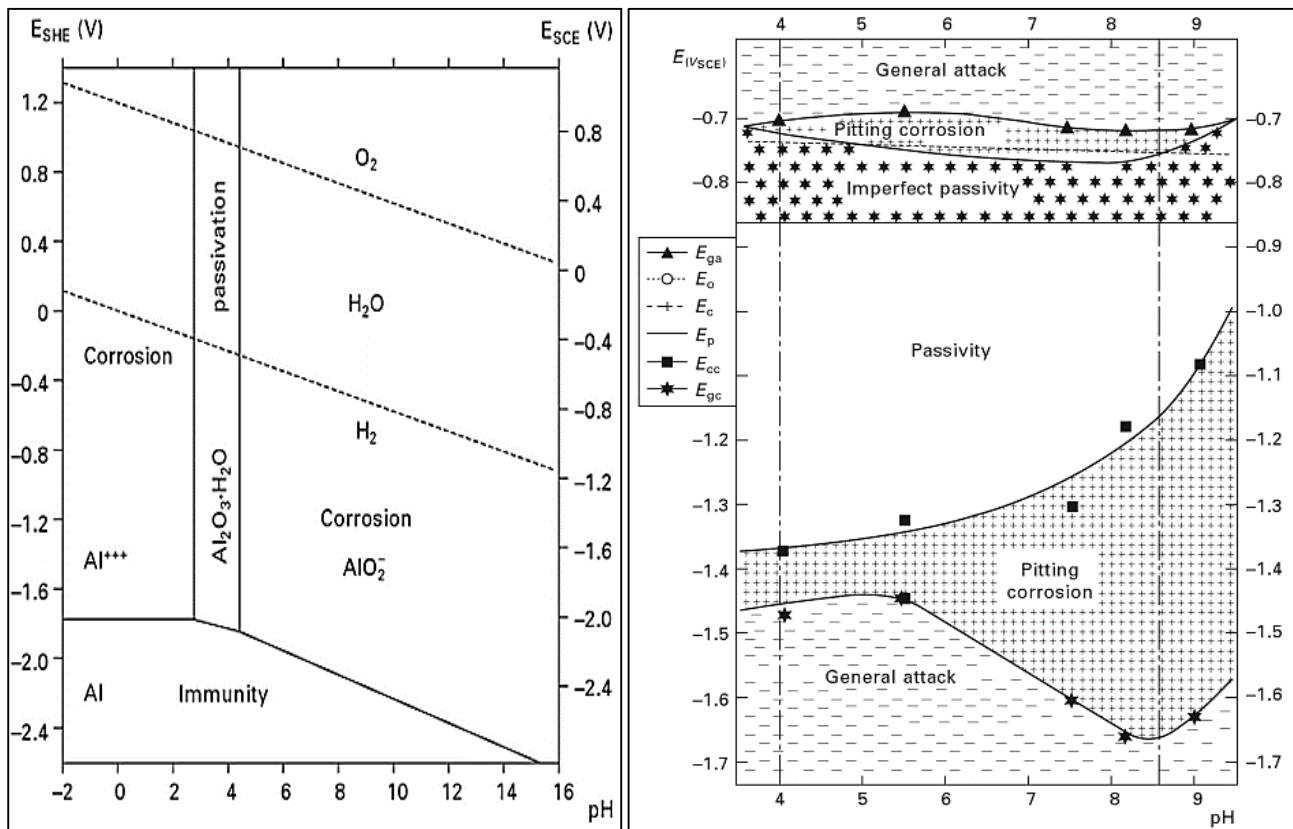 E_SHE (V)
E_SCE (V)
1.2
0.8
0.4
0
−0.4
−0.8
−1.2
−1.6
−2.0
−2.4
0.8
0.4
0
−0.4
−0.8
−1.2
−1.6
−2.0
−2.4
O₂
passivation
H₂O
Corrosion
H₂
Al₂O₃·H₂O
Corrosion
AlO₂⁻
Al⁺⁺⁺
Al
Immunity
−2 0 2 4 6 8 10 12 14 16
pH
4 5 6 7 8 9
E(V_SCE)
General attack
−0.7
Pitting corrosion
−0.7
−0.8
Imperfect passivity
−0.8
E_ga
E_o
E_c
E_p
E_cc
E_gc
−0.9
−1.0
Passivity
−1.1
−1.2
−1.2
−1.3
−1.3
−1.4
Pitting
corrosion
−1.4
−1.5
−1.5
General attack
−1.6
−1.6
−1.7
−1.7
4 5 6 7 8 9
pH